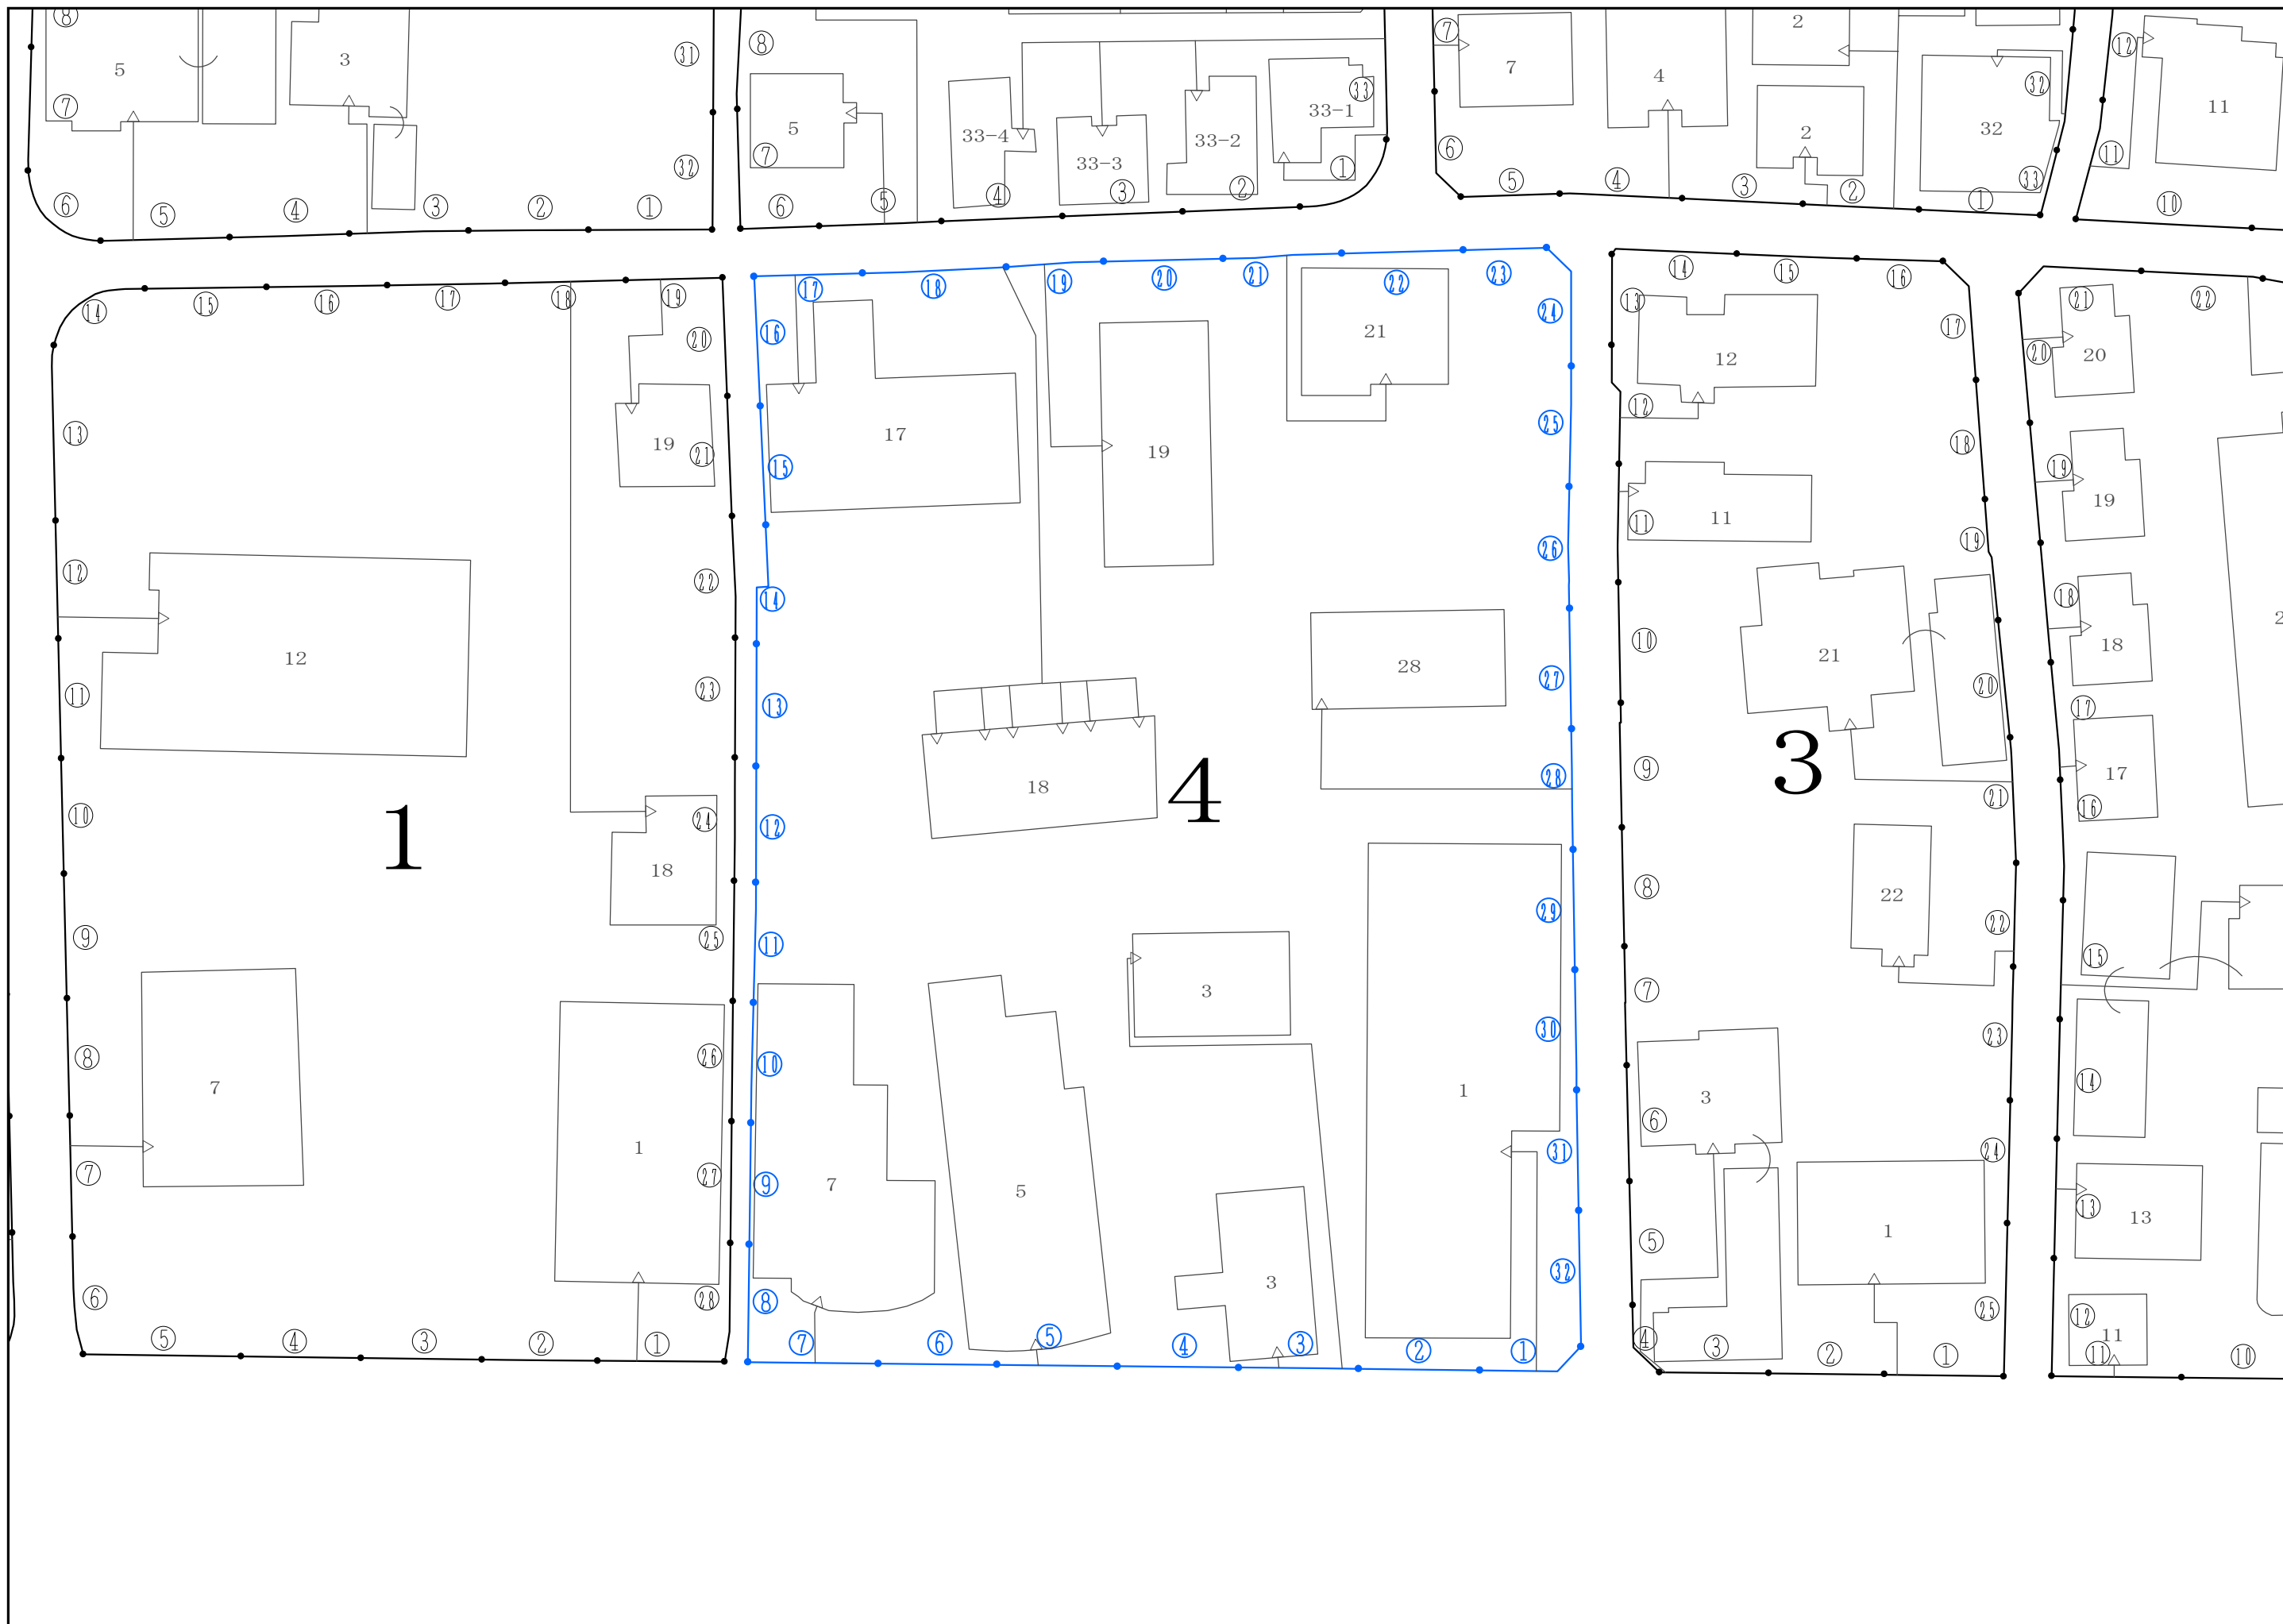 ⑧ 5 ⑦ 3 ㉛ ㉜
⑥ ⑤ ④ ③ ② ①
⑧ 5 ⑦ 33-4 33-3 33-2 33-1 ㉝
⑥ ⑤ ④ ③ ② ①
⑦ 7 4 2 2 32 ㉜ ㉝
⑥ ⑤ ④ ③ ② ①
⑫ 11 ⑪ ⑩
⑭ ⑮ ⑯ ⑰ ⑱ ⑲
⑳
⑬ 19 ㉑
⑫ 12 ㉒
⑪ ㉓
⑩ 1 18 ㉔
⑨ ㉕
⑧ 7 1 ㉖
⑦ ㉗
⑥ ㉘
⑤ ④ ③ ② ①
⑰ ⑱ ⑲ ⑳ ㉑ ㉒ ㉓
⑯ 21 ㉔
⑮ 17 19 ㉕
⑭ ㉖
⑬ 28 ㉗
⑫ 18 4 ㉘
⑪ 3 ㉙
⑩ 1 ㉚
⑨ 7 5 ㉛
⑧ 3 ㉜
⑦ ⑥ ⑤ ④ ③ ② ①
⑭ ⑮ ⑯
⑬ 12 ⑰
⑫ ⑱
⑪ 11 ⑲
⑩ 21 ⑳
⑨ 3 ㉑
⑧ 22 ㉒
⑦ ㉓
⑥ 3 ㉔
⑤ 1 ㉕
④ ③ ② ①
㉑ ㉒
⑳ 20
⑲ 19
⑱ 18
⑰ 17
⑯
⑮
⑭
⑬ 13
⑫ 11
⑪ ⑩